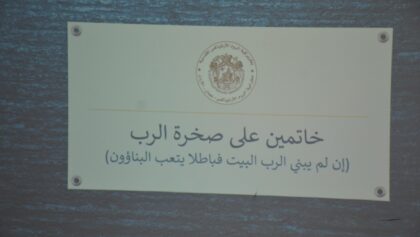 خاتمين على صخرة الرب
(إن لم يبني الرب البيت فباطلا يتعب البناؤون)